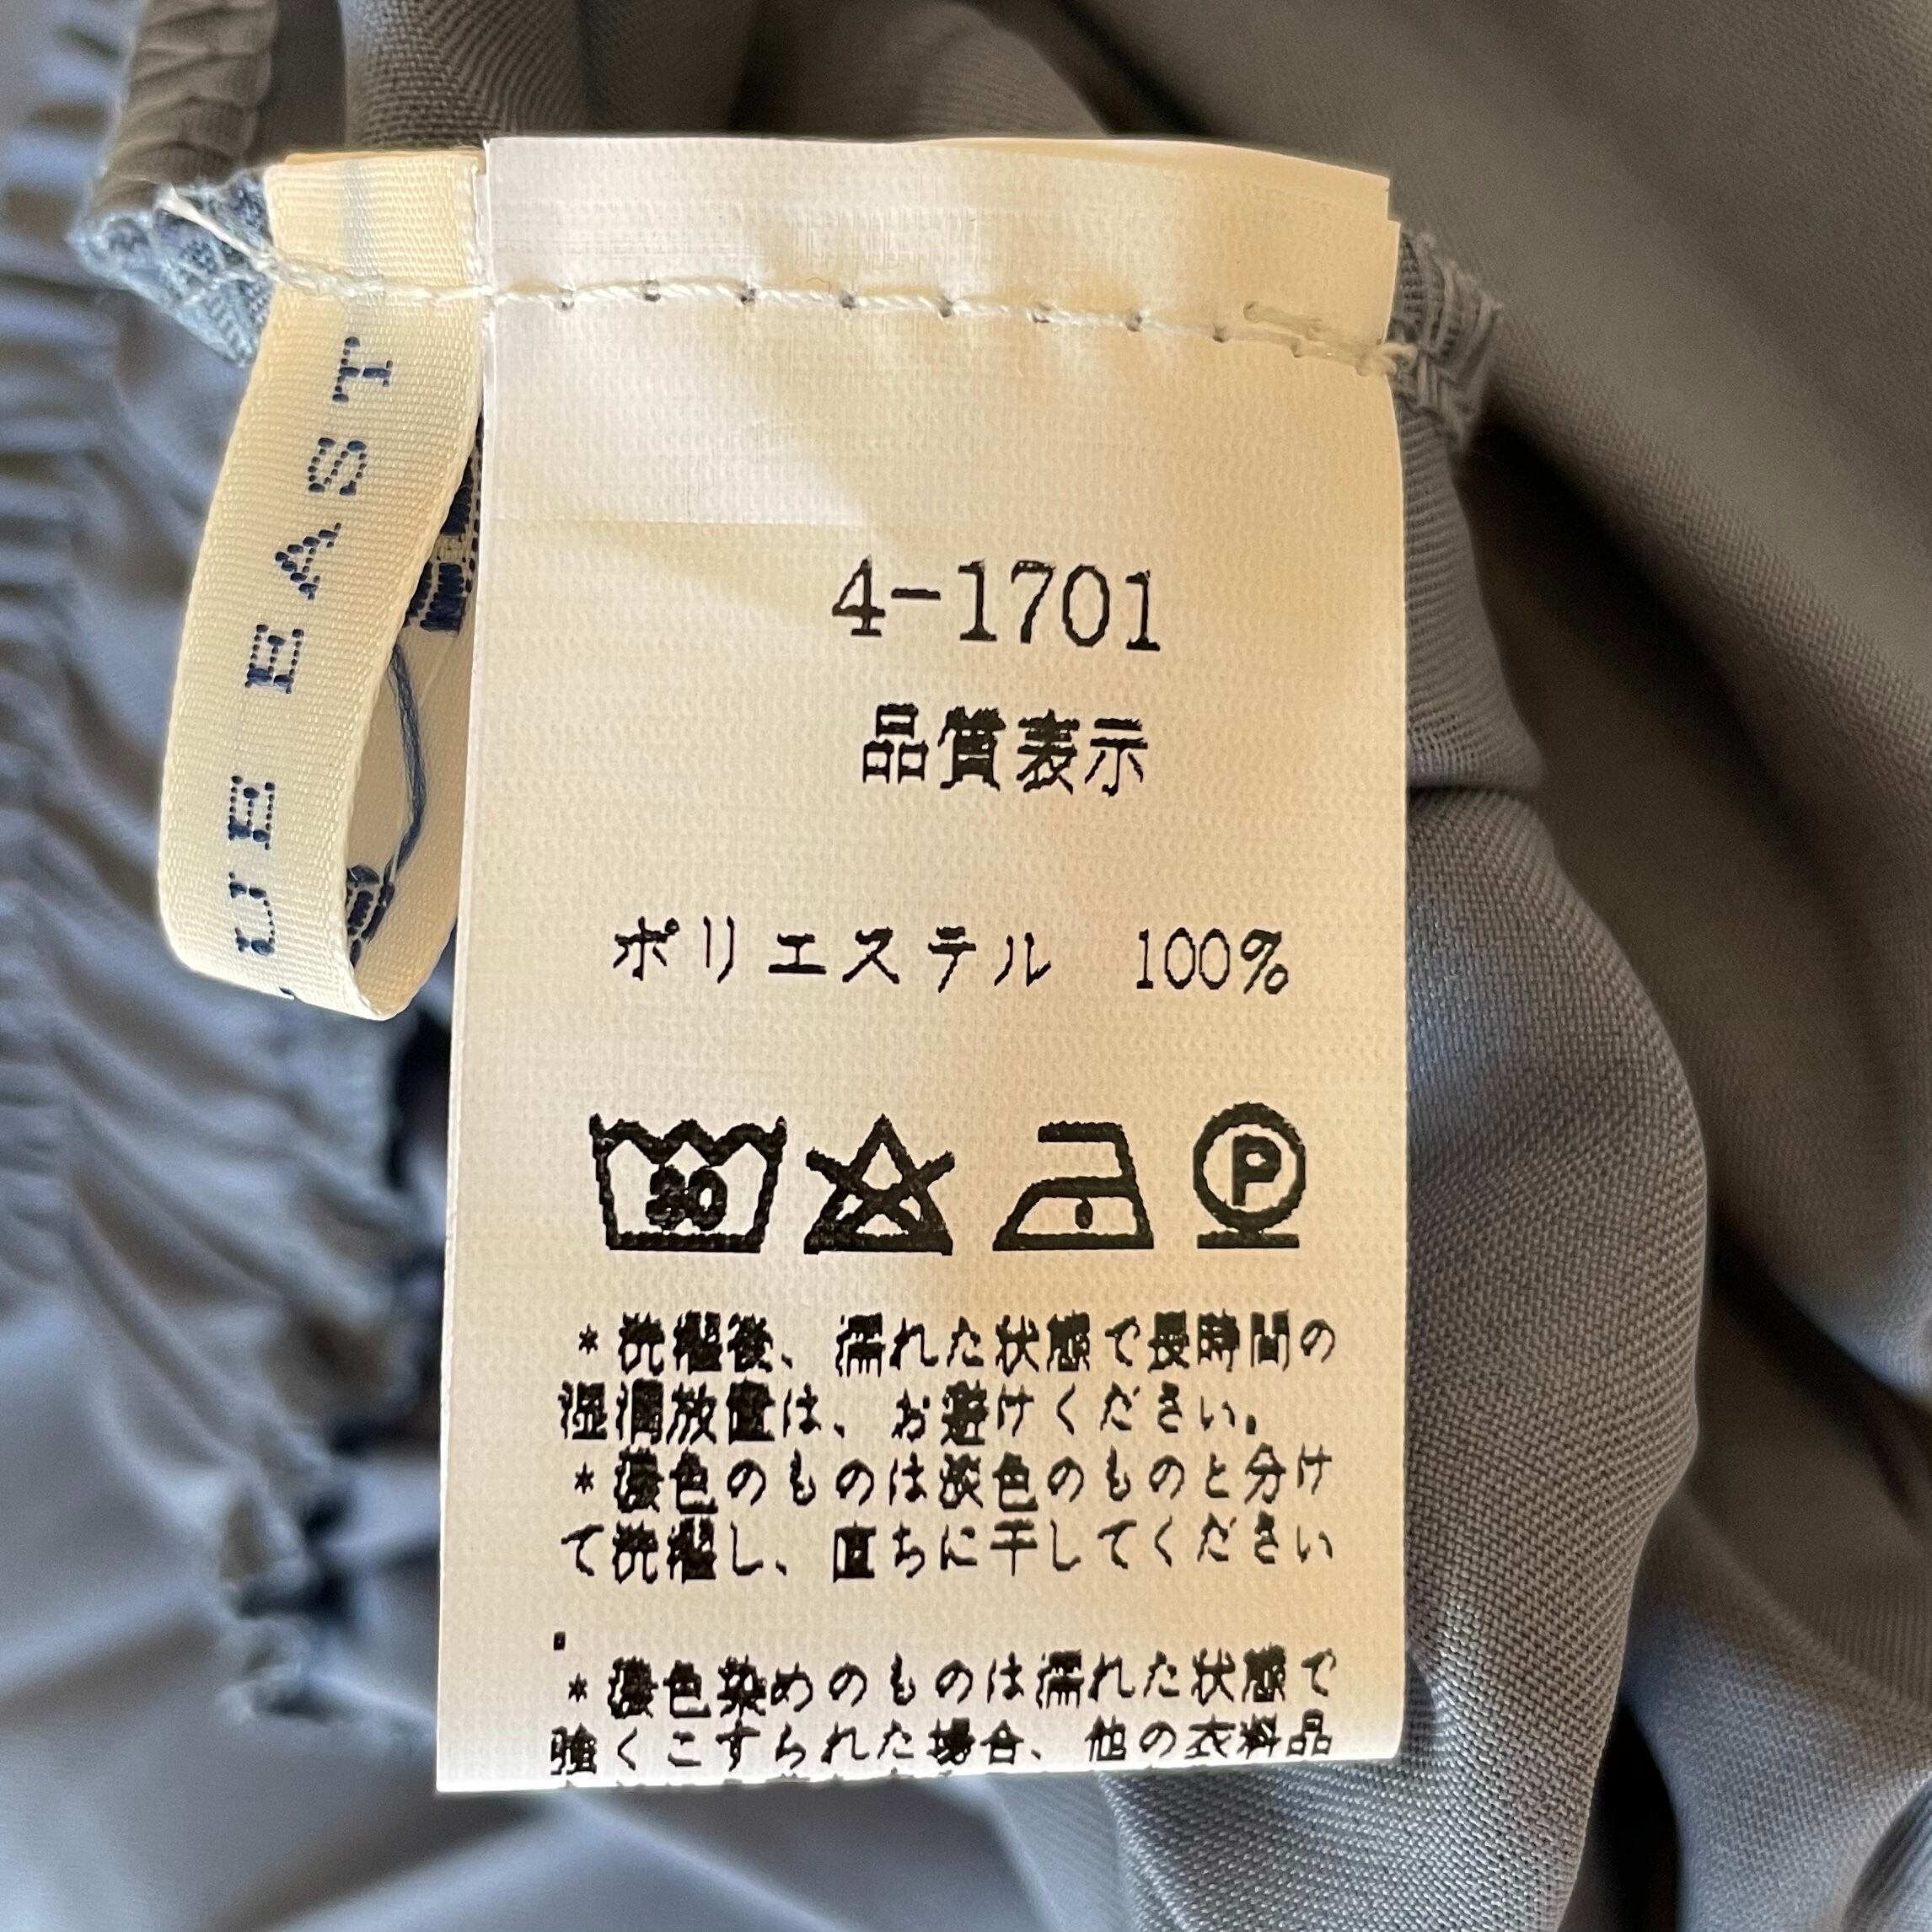 UE EAST
4-1701
品質表示
ポリエステル 100%
30
P
*洗濯後、濡れた状態で長時間の
湿潤放置は、お避けください。
*濃色のものは淡色のものと分け
て洗濯し、直ちに干してください
.
*濃色染めのものは濡れた状態で
強くこすられた場合、他の衣料品